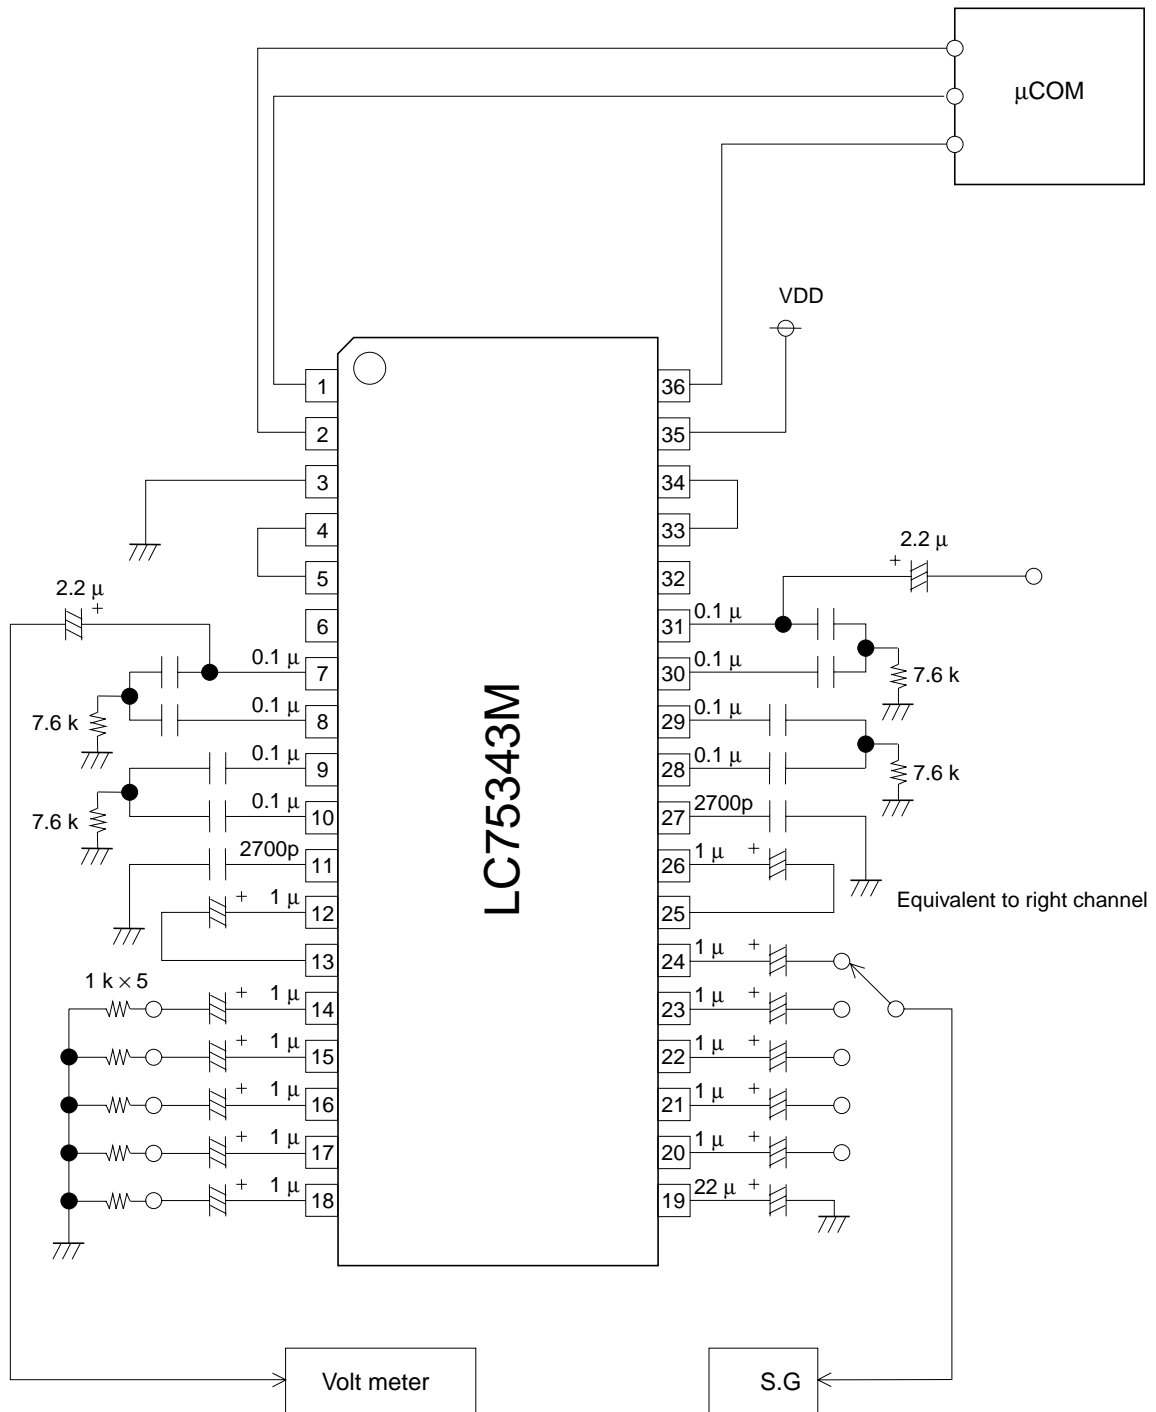 µCOM
VDD
1
36
2
35
3
34
4
33
2.2 µ
+
5
32
2.2 µ
+
6
31
0.1 µ
0.1 µ
7
30
0.1 µ
7.6 k
7.6 k
0.1 µ
8
29
0.1 µ
0.1 µ
9
28
0.1 µ
7.6 k
7.6 k
0.1 µ
10
27
2700p
2700p
11
26
1 µ
+
Equivalent to right channel
+
1 µ
12
25
13
24
1 µ
+
1 k × 5
+
1 µ
14
23
1 µ
+
+
1 µ
15
22
1 µ
+
+
1 µ
16
21
1 µ
+
+
1 µ
17
20
1 µ
+
+
1 µ
18
19
22 µ
+
LC75343M
Volt meter
S.G